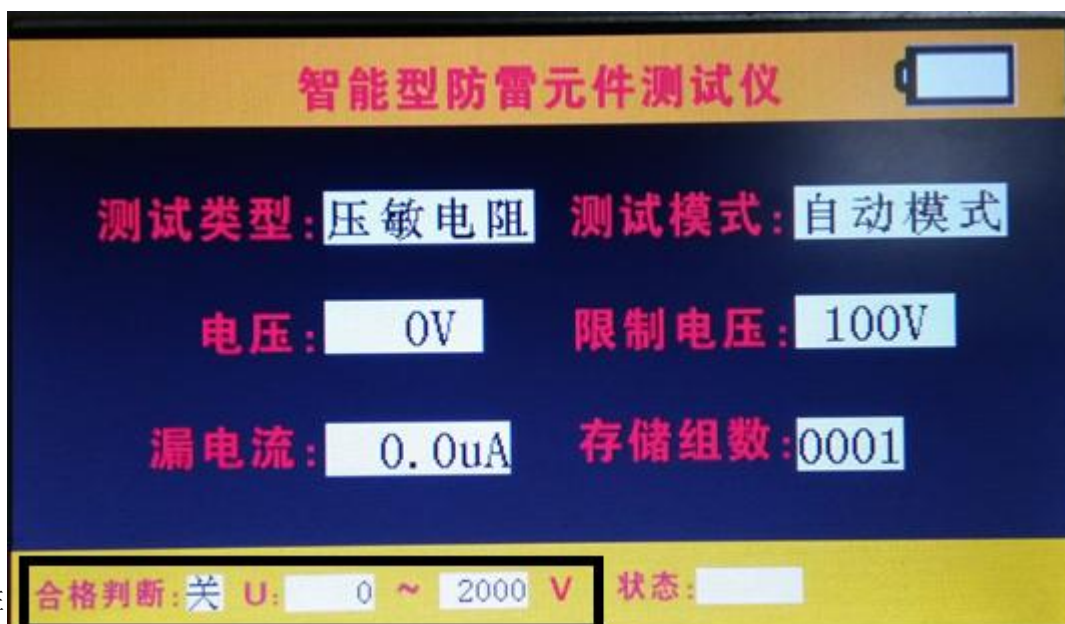 智能型防雷元件测试仪
测试类型:压敏电阻 测试模式:自动模式
电压: 0V 限制电压: 100V
漏电流: 0.0uA 存储组数:0001
合格判断:关 U: 0 ~ 2000 V 状态: